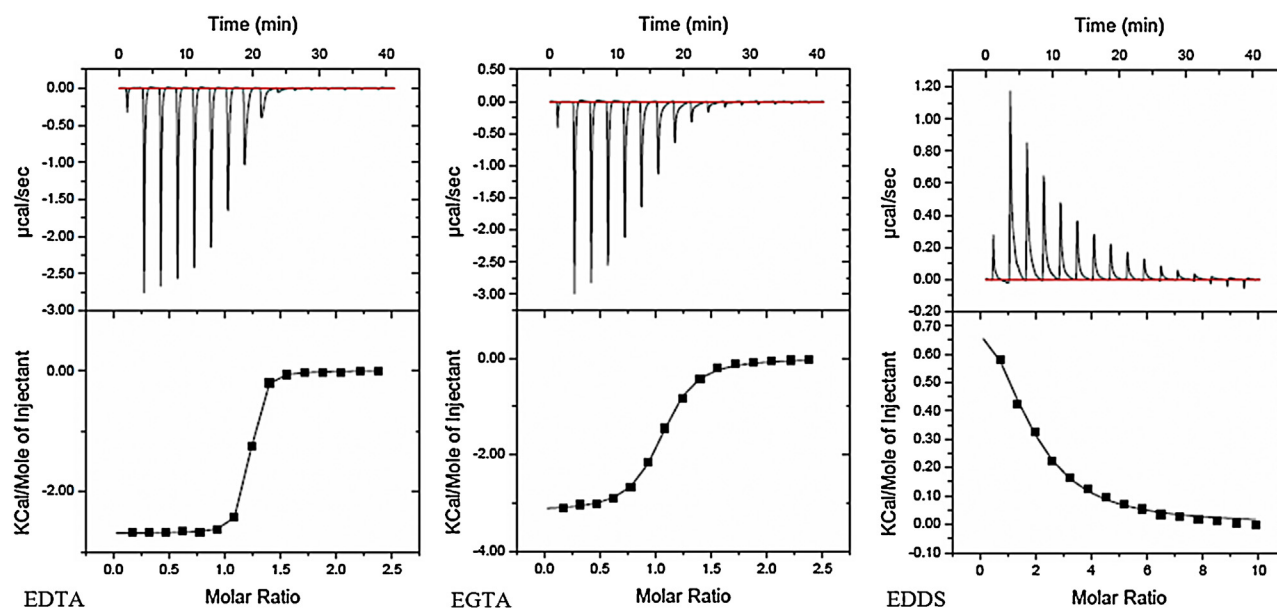 Time (min)
0 10 20 30 40
0.00
-0.50
-1.00
-1.50
-2.00
-2.50
-3.00
µcal/sec
0.00
-2.00
KCal/Mole of Injectant
0.0 0.5 1.0 1.5 2.0 2.5
Molar Ratio
EDTA
Time (min)
0 10 20 30 40
0.50
0.00
-0.50
-1.00
-1.50
-2.00
-2.50
-3.00
µcal/sec
0.00
-2.00
-4.00
KCal/Mole of Injectant
0.0 0.5 1.0 1.5 2.0 2.5
Molar Ratio
EGTA
Time (min)
0 10 20 30 40
1.20
1.00
0.80
0.60
0.40
0.20
0.00
-0.20
µcal/sec
0.70
0.60
0.50
0.40
0.30
0.20
0.10
0.00
-0.10
KCal/Mole of Injectant
0 2 4 6 8 10
Molar Ratio
EDDS